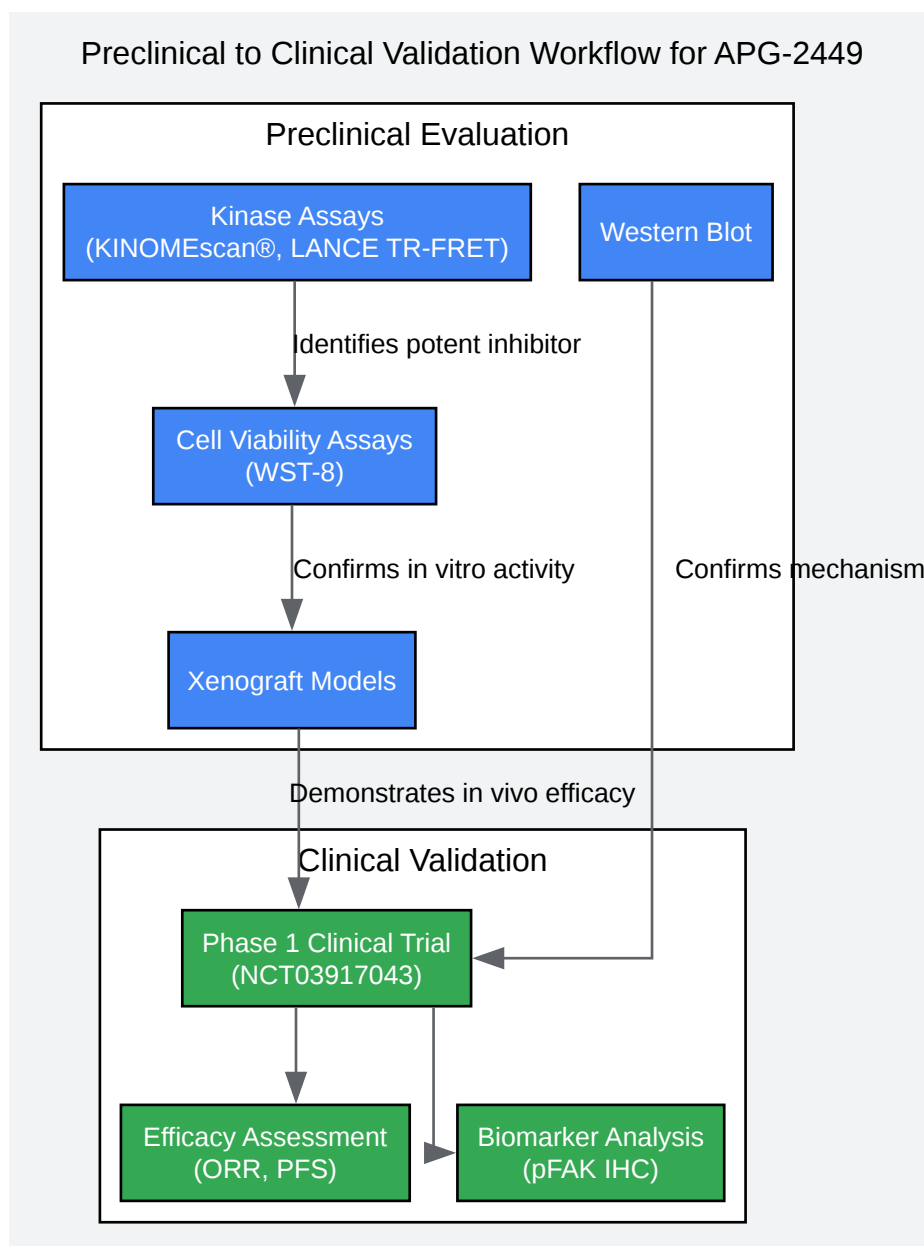 Preclinical to Clinical Validation Workflow for APG-2449
Preclinical Evaluation
Kinase Assays
(KINOMEscan®, LANCE TR-FRET)
Western Blot
Identifies potent inhibitor
Cell Viability Assays
(WST-8)
Confirms in vitro activity
Confirms mechanism
Xenograft Models
Demonstrates in vivo efficacy
Clinical Validation
Phase 1 Clinical Trial
(NCT03917043)
Efficacy Assessment
(ORR, PFS)
Biomarker Analysis
(pFAK IHC)